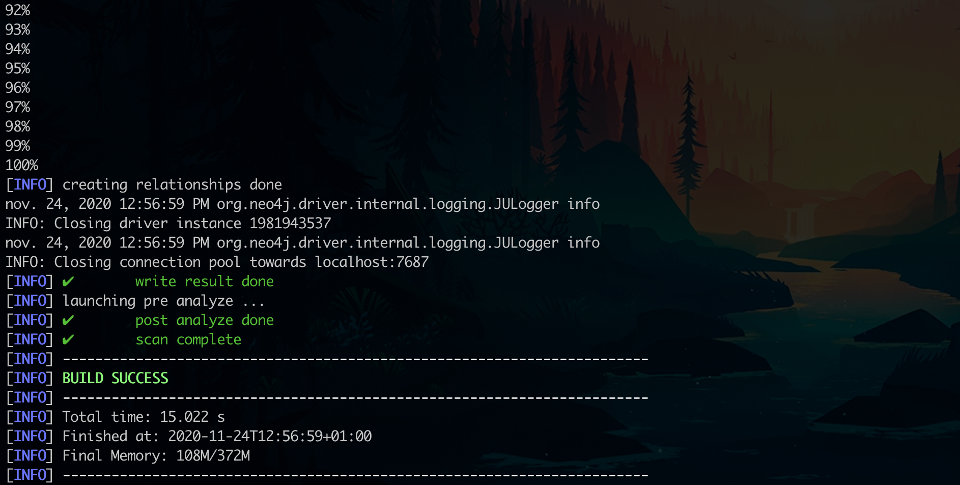 92%
93%
94%
95%
96%
97%
98%
99%
100%
[INFO] creating relationships done
nov. 24, 2020 12:56:59 PM org.neo4j.driver.internal.logging.JULogger info
INFO: Closing driver instance 1981943537
nov. 24, 2020 12:56:59 PM org.neo4j.driver.internal.logging.JULogger info
INFO: Closing connection pool towards localhost:7687
[INFO] ✔ write result done
[INFO] launching pre analyze ...
[INFO] ✔ post analyze done
[INFO] ✔ scan complete
[INFO] ------------------------------------------------------------------------
[INFO] BUILD SUCCESS
[INFO] ------------------------------------------------------------------------
[INFO] Total time: 15.022 s
[INFO] Finished at: 2020-11-24T12:56:59+01:00
[INFO] Final Memory: 108M/372M
[INFO] ------------------------------------------------------------------------